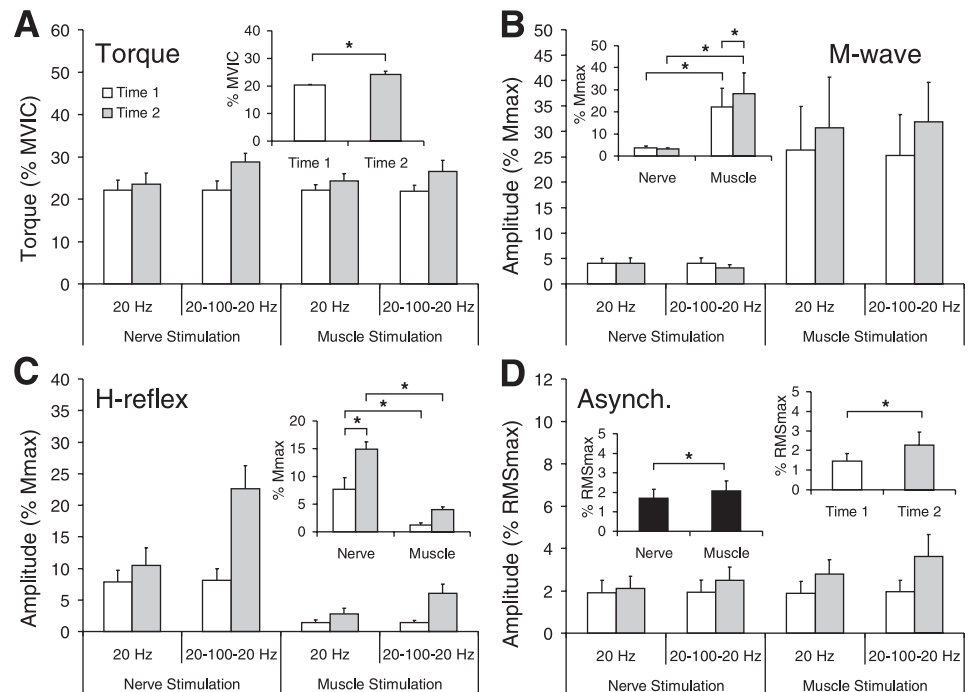 A
Torque
Time 1
Time 2
Torque (% MVIC)
60
50
40
30
20
10
0
20 Hz
20-100-20 Hz
20 Hz
20-100-20 Hz
Nerve Stimulation
Muscle Stimulation
% MVIC
40
30
20
10
0
*
Time 1
Time 2
B
M-wave
Amplitude (% Mmax)
50
45
40
35
30
25
20
15
10
5
0
20 Hz
20-100-20 Hz
20 Hz
20-100-20 Hz
Nerve Stimulation
Muscle Stimulation
% Mmax
50
40
30
20
10
0
*
*
*
Nerve
Muscle
C
H-reflex
Amplitude (% Mmax)
40
35
30
25
20
15
10
5
0
20 Hz
20-100-20 Hz
20 Hz
20-100-20 Hz
Nerve Stimulation
Muscle Stimulation
% Mmax
20
15
10
5
0
*
*
*
Nerve
Muscle
D
Asynch.
Amplitude (% RMSmax)
12
10
8
6
4
2
0
20 Hz
20-100-20 Hz
20 Hz
20-100-20 Hz
Nerve Stimulation
Muscle Stimulation
% RMSmax
5
4
3
2
1
0
*
Nerve
Muscle
% RMSmax
5
4
3
2
1
0
*
Time 1
Time 2